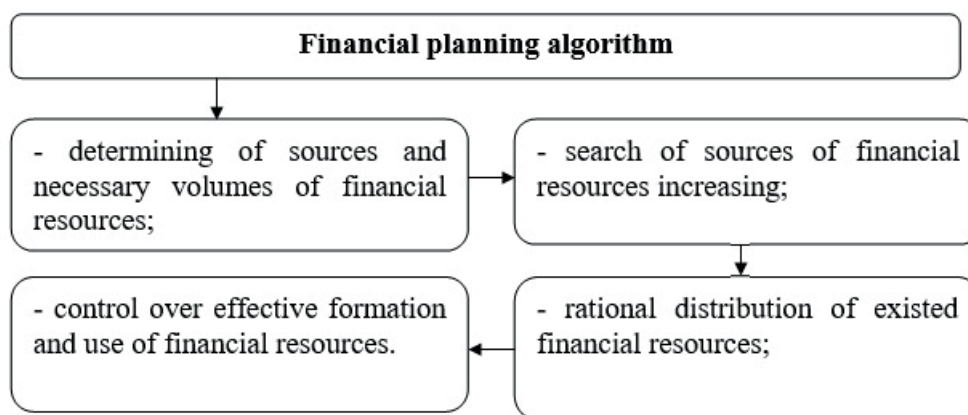 Financial planning algorithm
- determining of sources and
necessary volumes of financial
resources;
- search of sources of financial
resources increasing;
- rational distribution of existed
financial resources;
- control over effective formation
and use of financial resources.